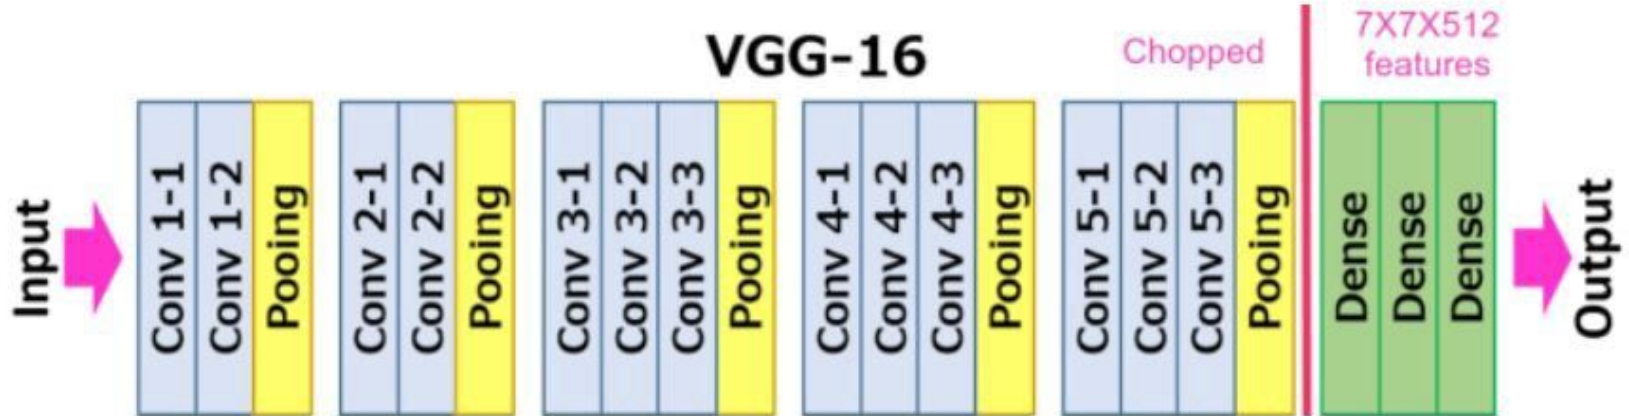 VGG-16
Chopped
7X7X512
features
Input
Conv 1-1
Conv 1-2
Pooing
Conv 2-1
Conv 2-2
Pooing
Conv 3-1
Conv 3-2
Conv 3-3
Pooing
Conv 4-1
Conv 4-2
Conv 4-3
Pooing
Conv 5-1
Conv 5-2
Conv 5-3
Pooing
Dense
Dense
Dense
Output